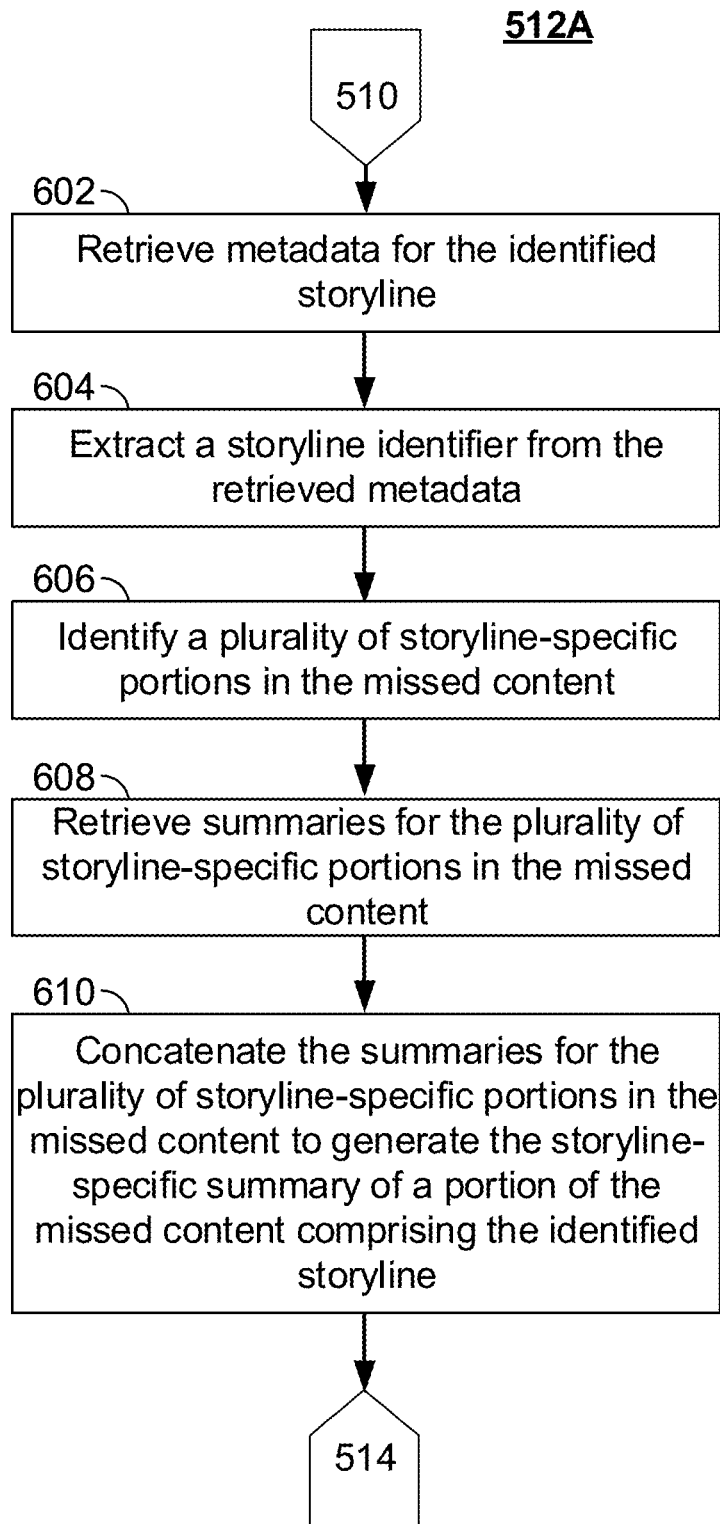 512A
510
602
Retrieve metadata for the identified
storyline
604
Extract a storyline identifier from the
retrieved metadata
606
Identify a plurality of storyline-specific
portions in the missed content
608
Retrieve summaries for the plurality of
storyline-specific portions in the missed
content
610
Concatenate the summaries for the
plurality of storyline-specific portions in the
missed content to generate the storyline-
specific summary of a portion of the
missed content comprising the identified
storyline
514